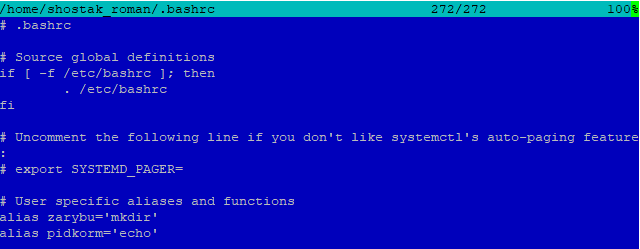 /home/shostak_roman/.bashrc 272/272 100%
# .bashrc
# Source global definitions
if [ -f /etc/bashrc ]; then
. /etc/bashrc
fi
# Uncomment the following line if you don't like systemctl's auto-paging feature
:
# export SYSTEMD_PAGER=
# User specific aliases and functions
alias zarybu='mkdir'
alias pidkorm='echo'